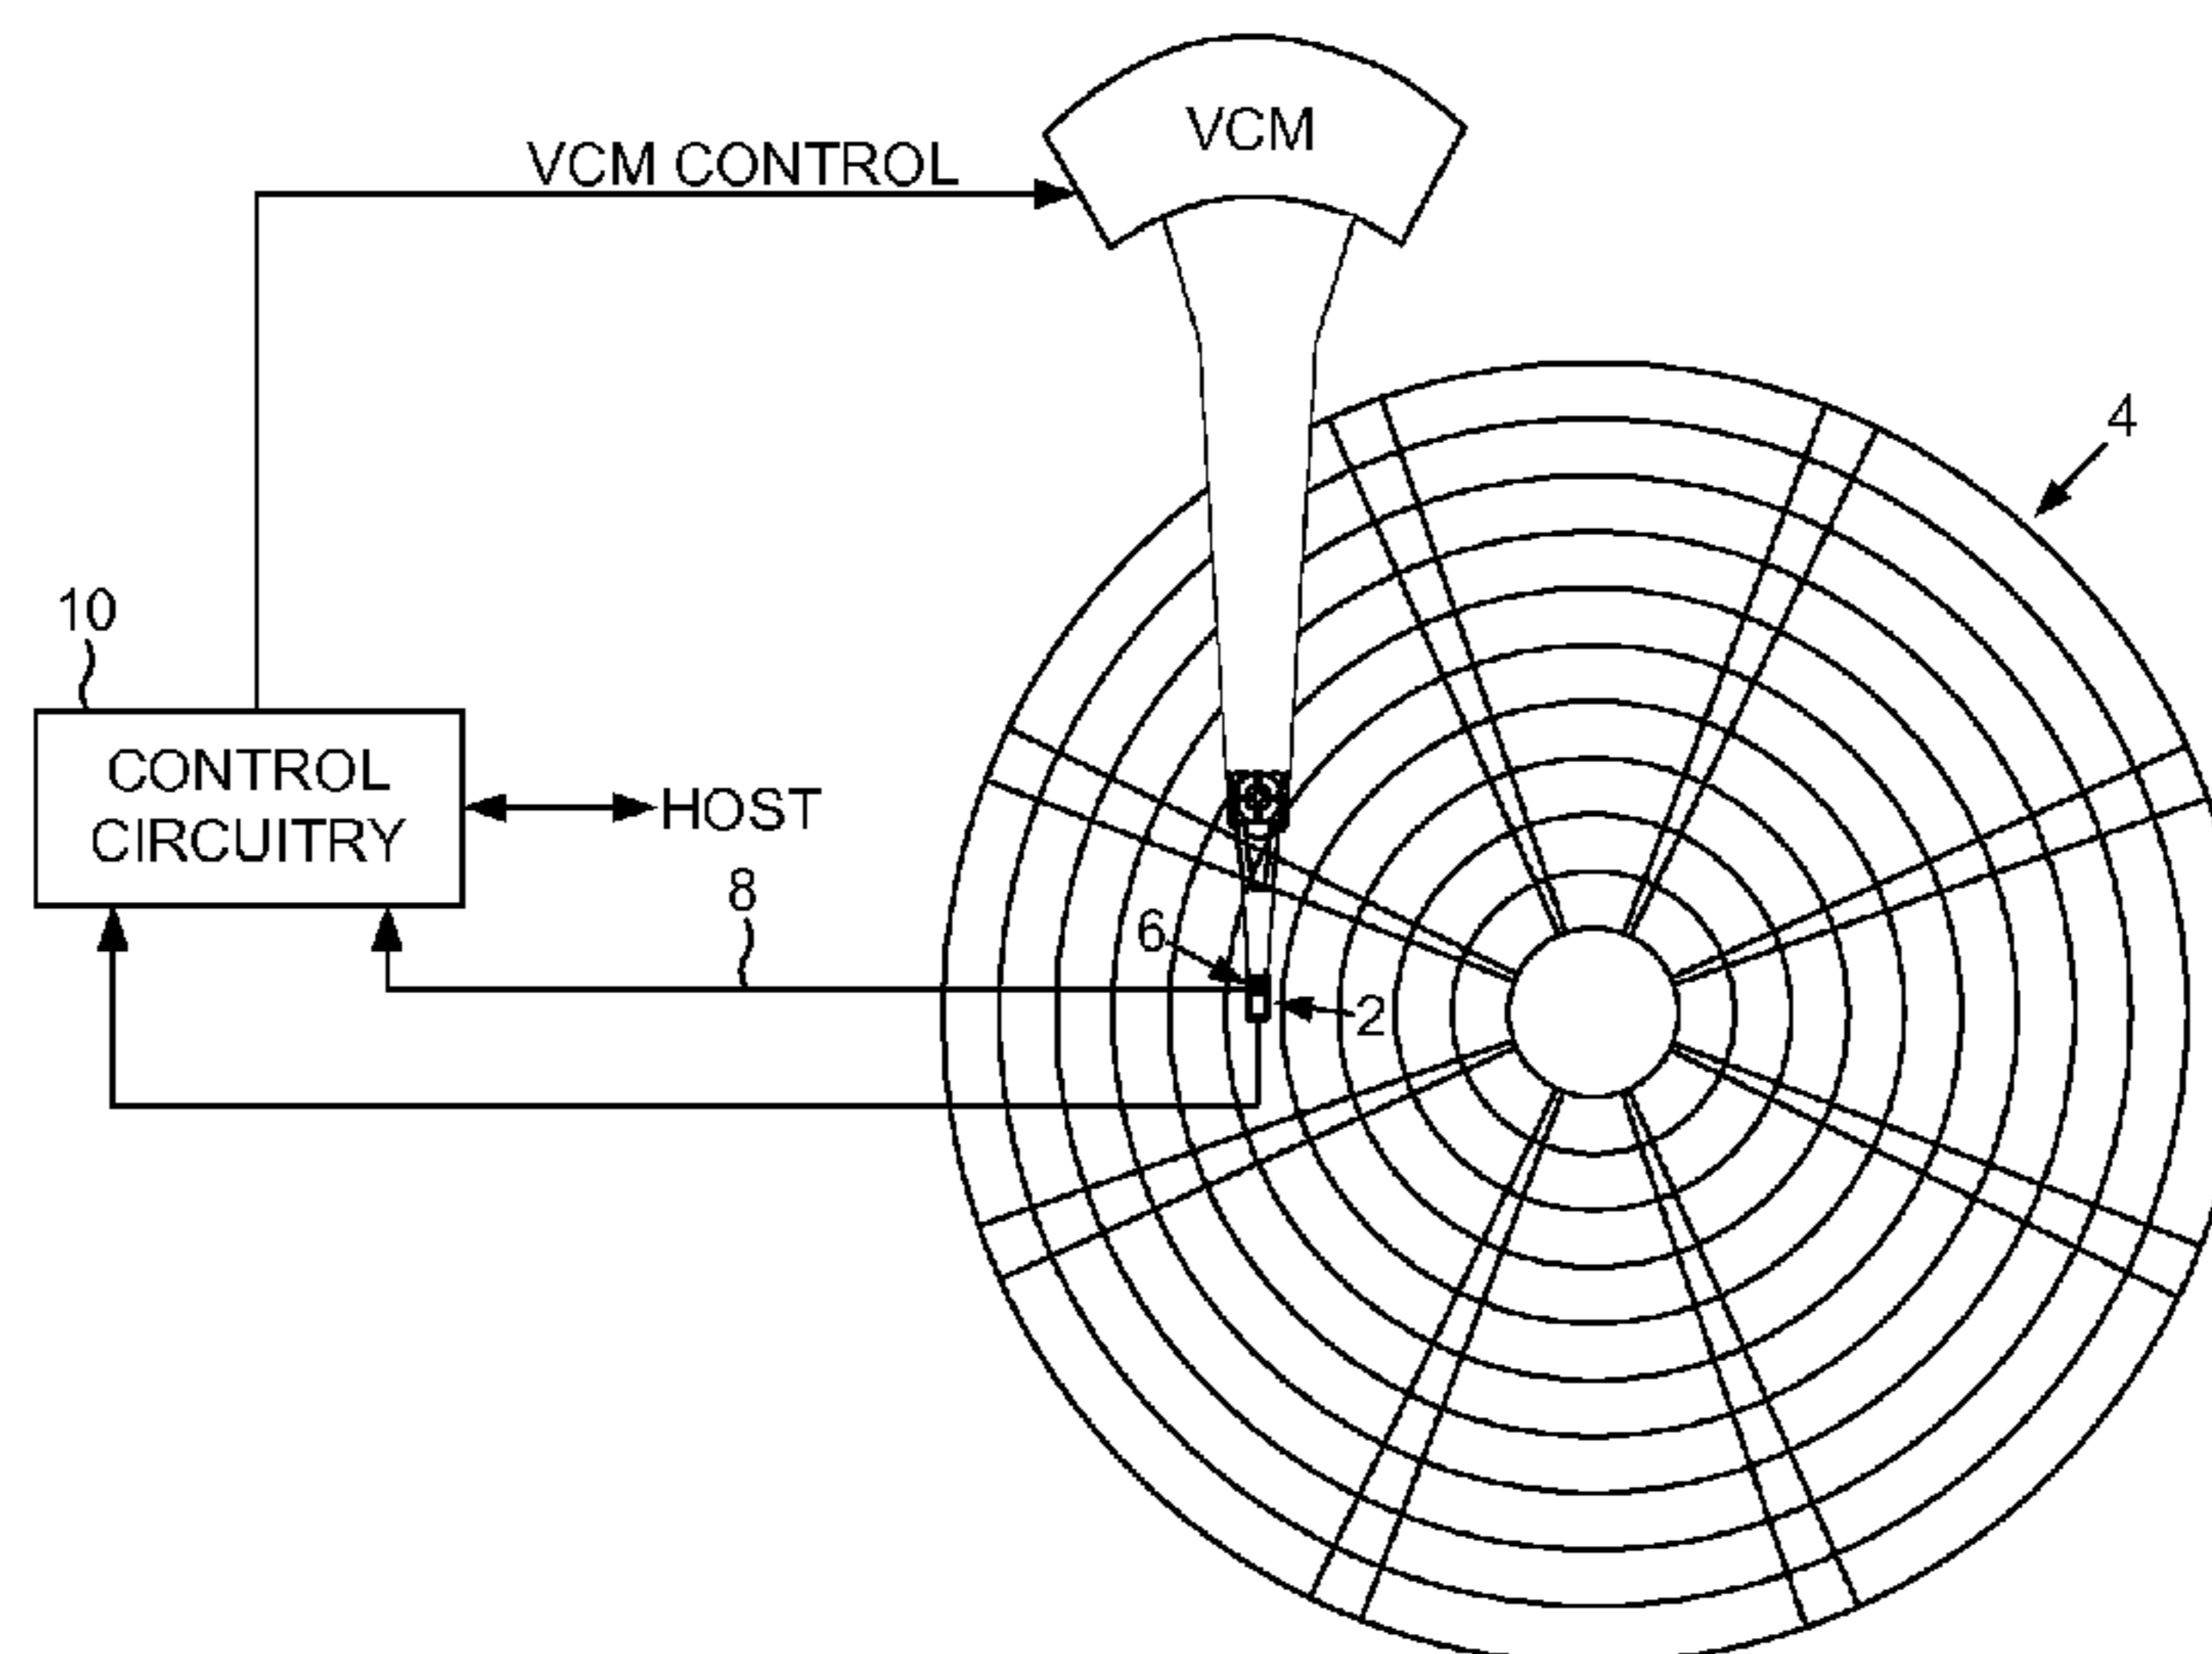 VCM
VCM CONTROL
4
10
CONTROL
CIRCUITRY
HOST
8
6
2